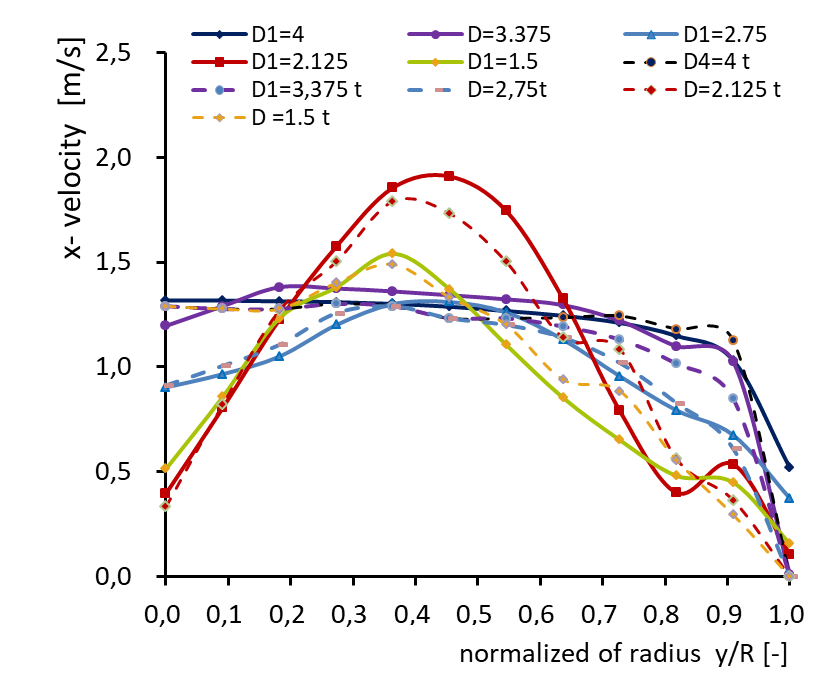 D1=4 D=3.375 D1=2.75
D1=2.125 D1=1.5 D4=4 t
D1=3,375 t D=2,75t D=2.125 t
D =1.5 t
x- velocity [m/s]
2,5
2,0
1,5
1,0
0,5
0,0
0,0 0,1 0,2 0,3 0,4 0,5 0,6 0,7 0,8 0,9 1,0
normalized of radius y/R [-]